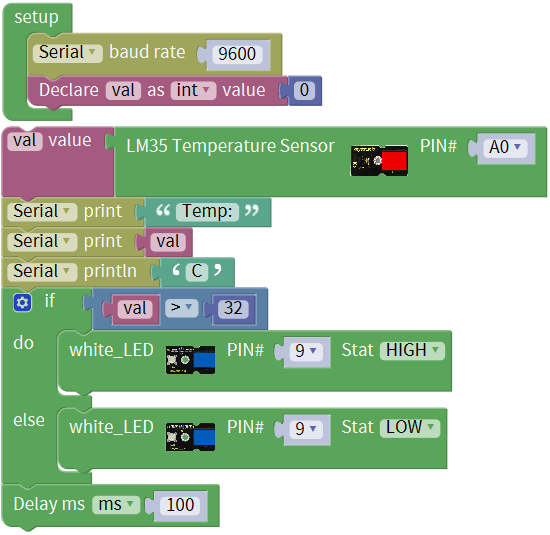 setup
Serial baud rate 9600
Declare val as int value 0
val value LM35 Temperature Sensor PIN# A0
Serial print “ Temp: ”
Serial print val
Serial println ‘ C ’
if val > 32
do white_LED PIN# 9 Stat HIGH
else white_LED PIN# 9 Stat LOW
Delay ms ms 100